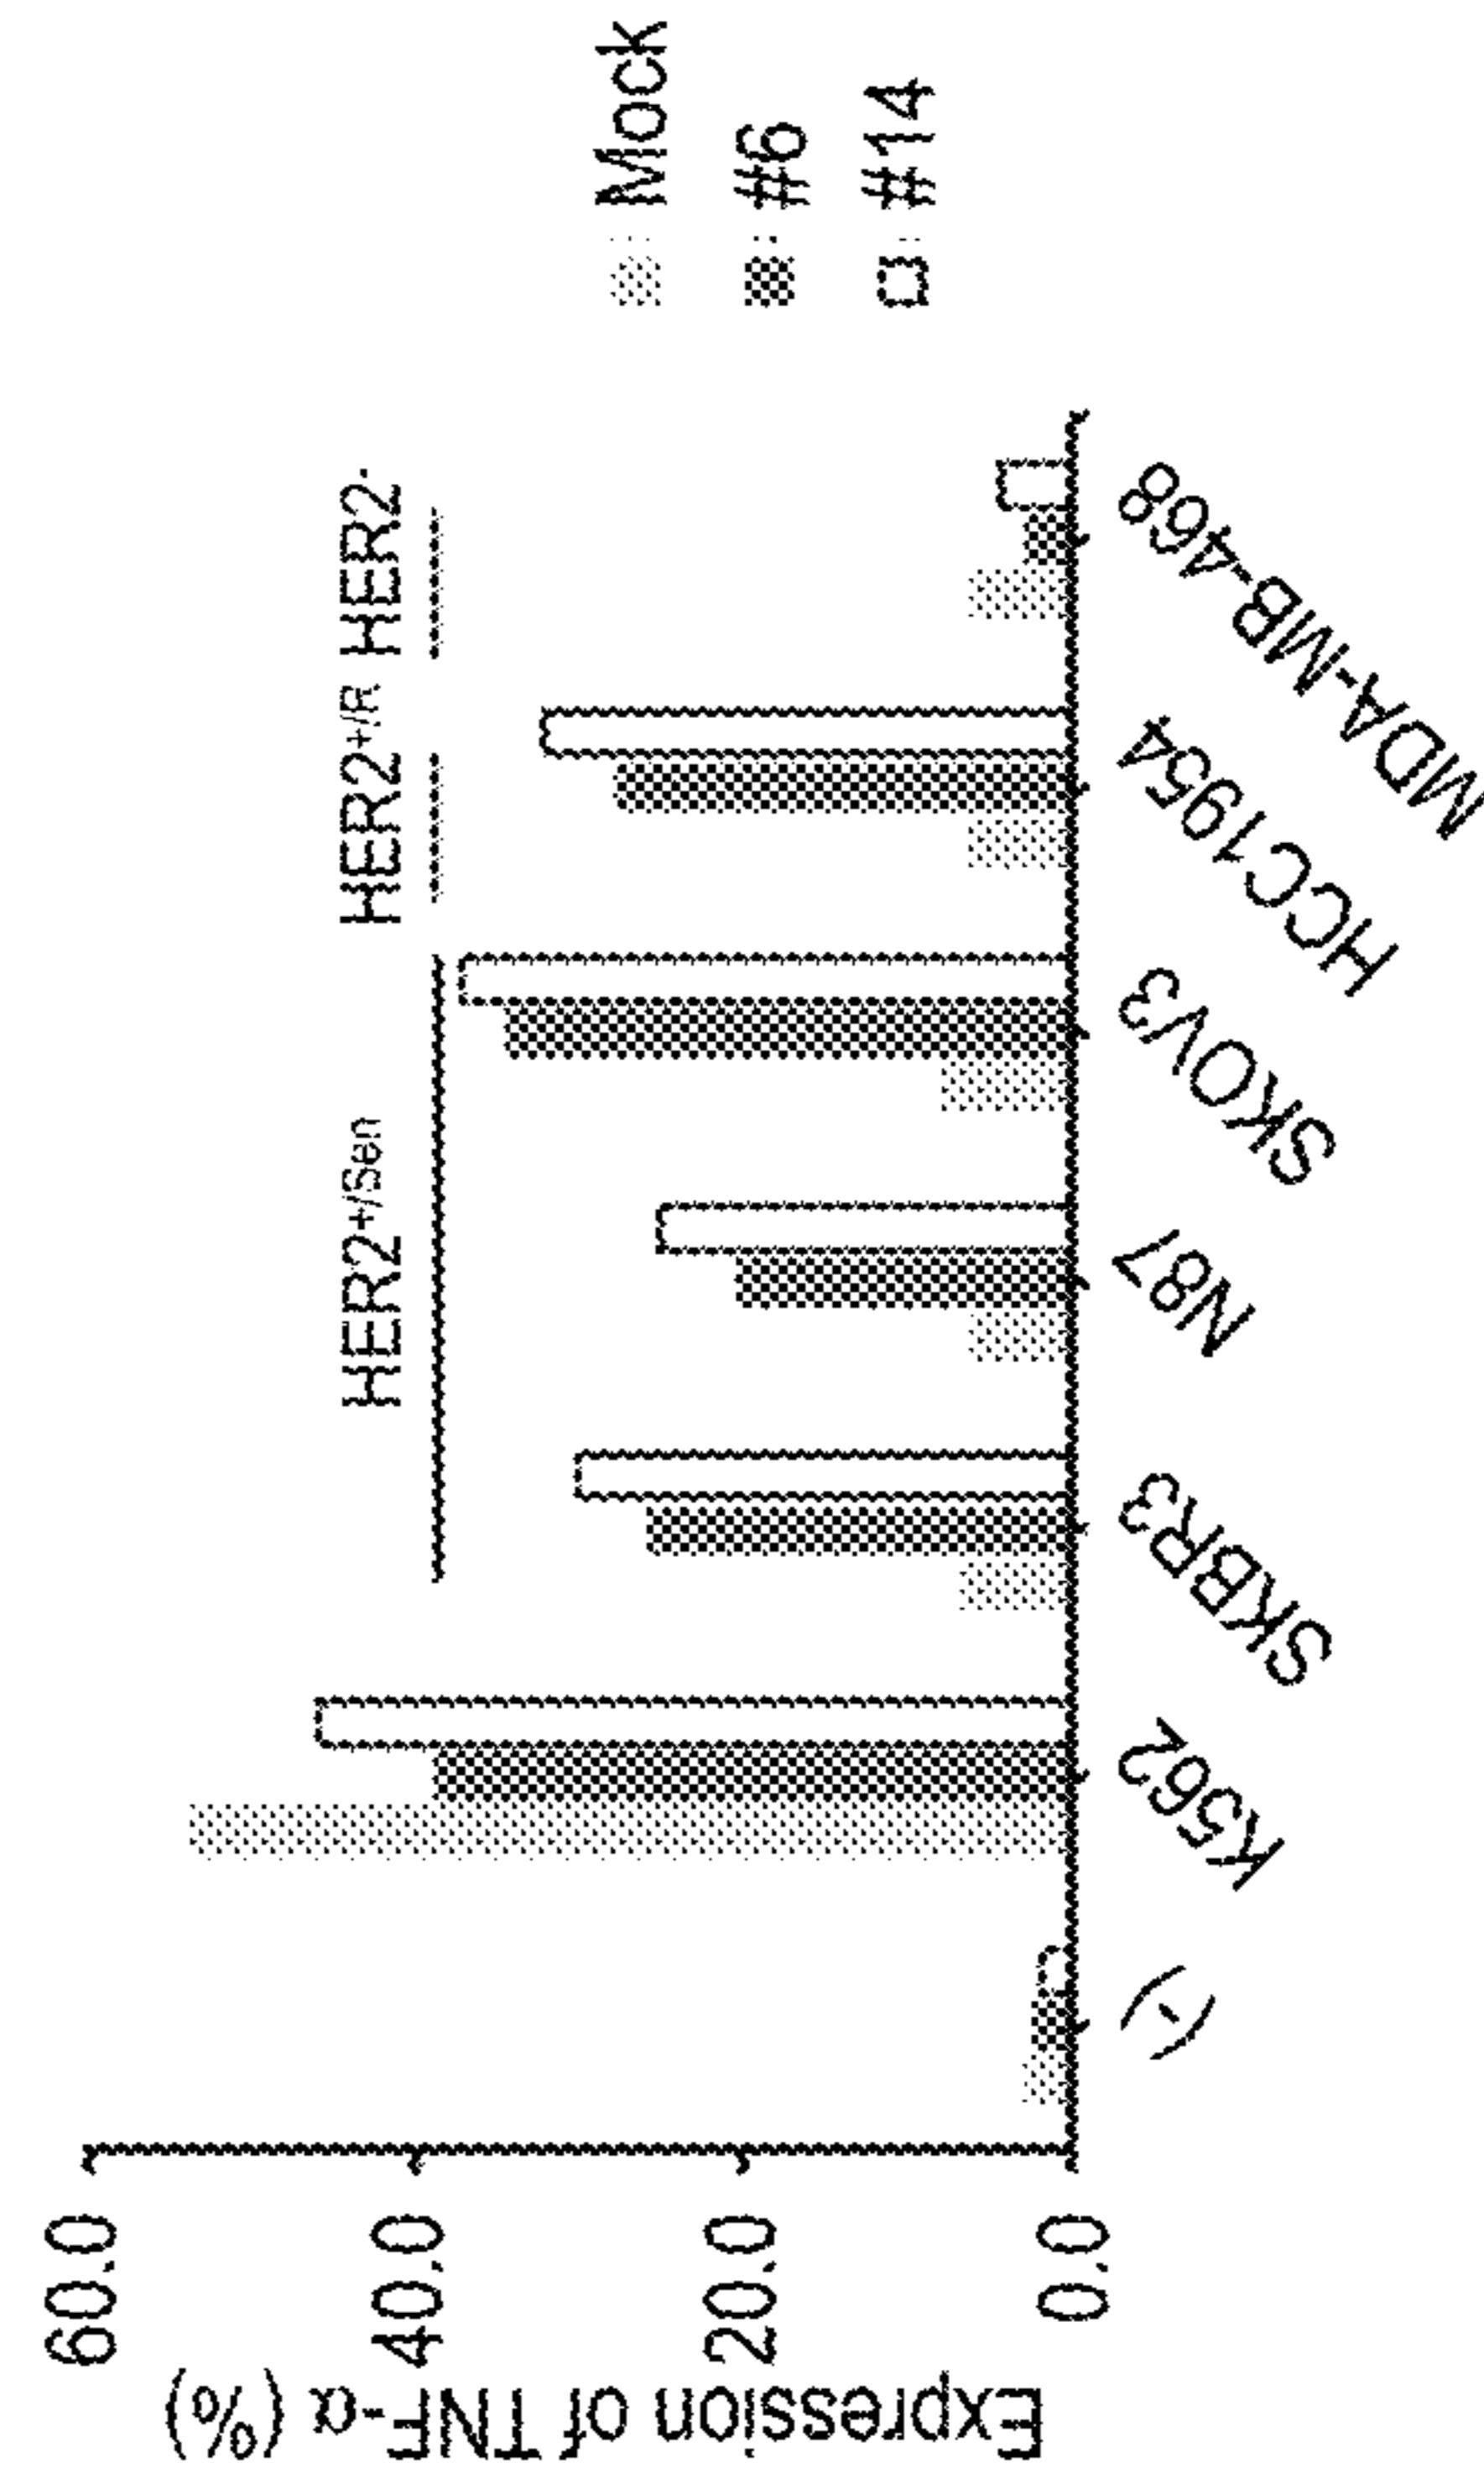 Expression of TNF-α (%)
60.0
40.0
20.0
0.0
HER2+/Sen
HER2+/R
HER2-
(-)
K562
SKBR3
N87
SKOV3
HCC1954
MDA-MB-468
: Mock
: #6
: #14